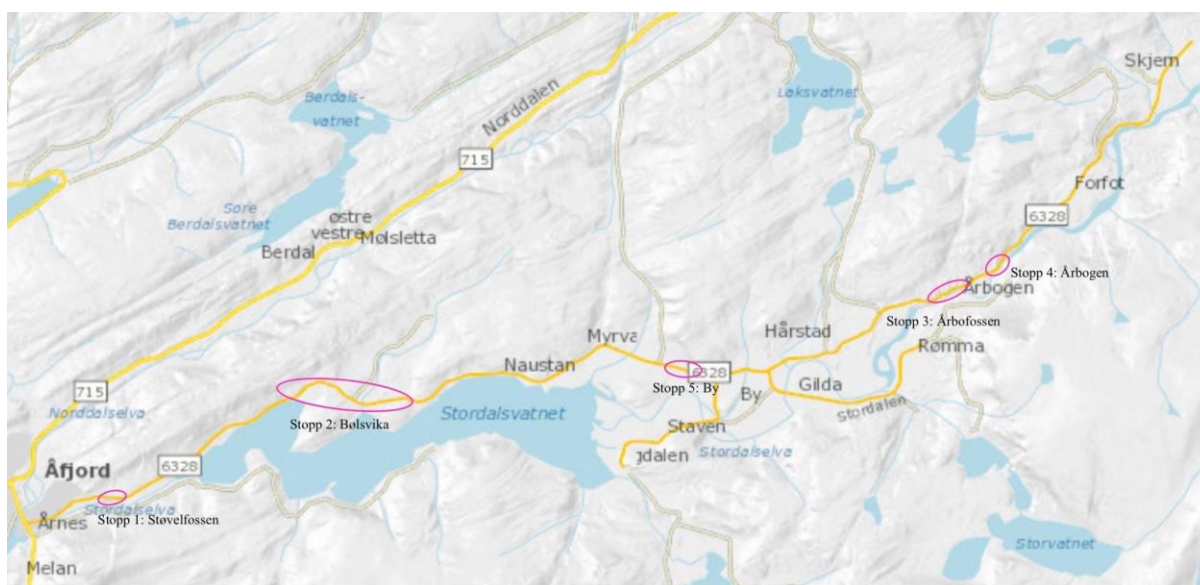 Skjern
Berdals-
vatnet
Laksvatnet
Norddalen
715
Forfot
Søre
Berdalsvatnet
østre
vestre
Mølsletta
Berdal
6328
Stopp 4: Årbogen
Årbogen
Stopp 3: Årbofossen
Myrva
Hårstad
Rømma
Naustan
6328
Stopp 5: By
By
Gilda
715
Norddalselva
Stordalsvatnet
Stordalen
Stopp 2: Bølsvika
Staven
gdalen
Stordalselva
Åfjord
6328
Stordalselva
Årnes
Stopp 1: Støvelfossen
Storvatnet
Melan